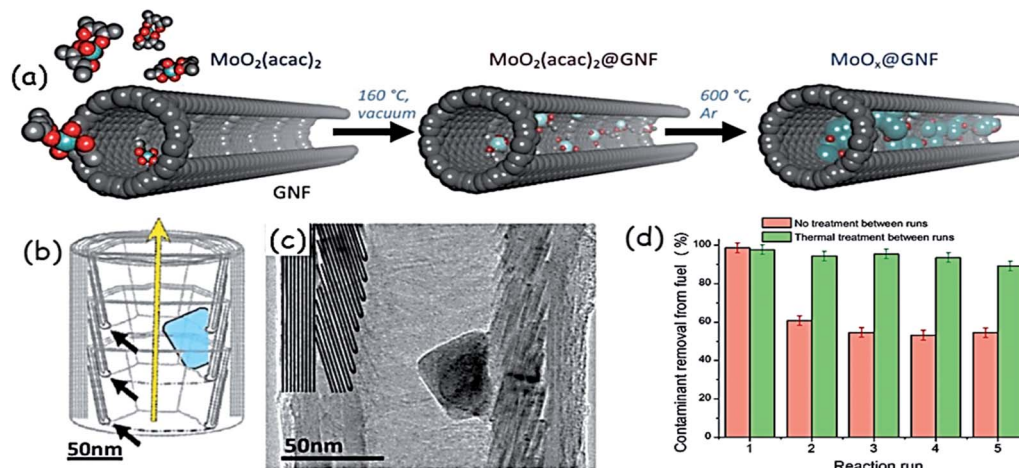 (a)
MoO₂(acac)₂
GNF
160 °C,
vacuum
MoO₂(acac)₂@GNF
600 °C,
Ar
MoOₓ@GNF
(b)
50nm
(c)
50nm
(d)
No treatment between runs
Thermal treatment between runs
Contaminant removal from fuel (%)
100
80
60
40
20
0
1
2
3
4
5
Reaction run